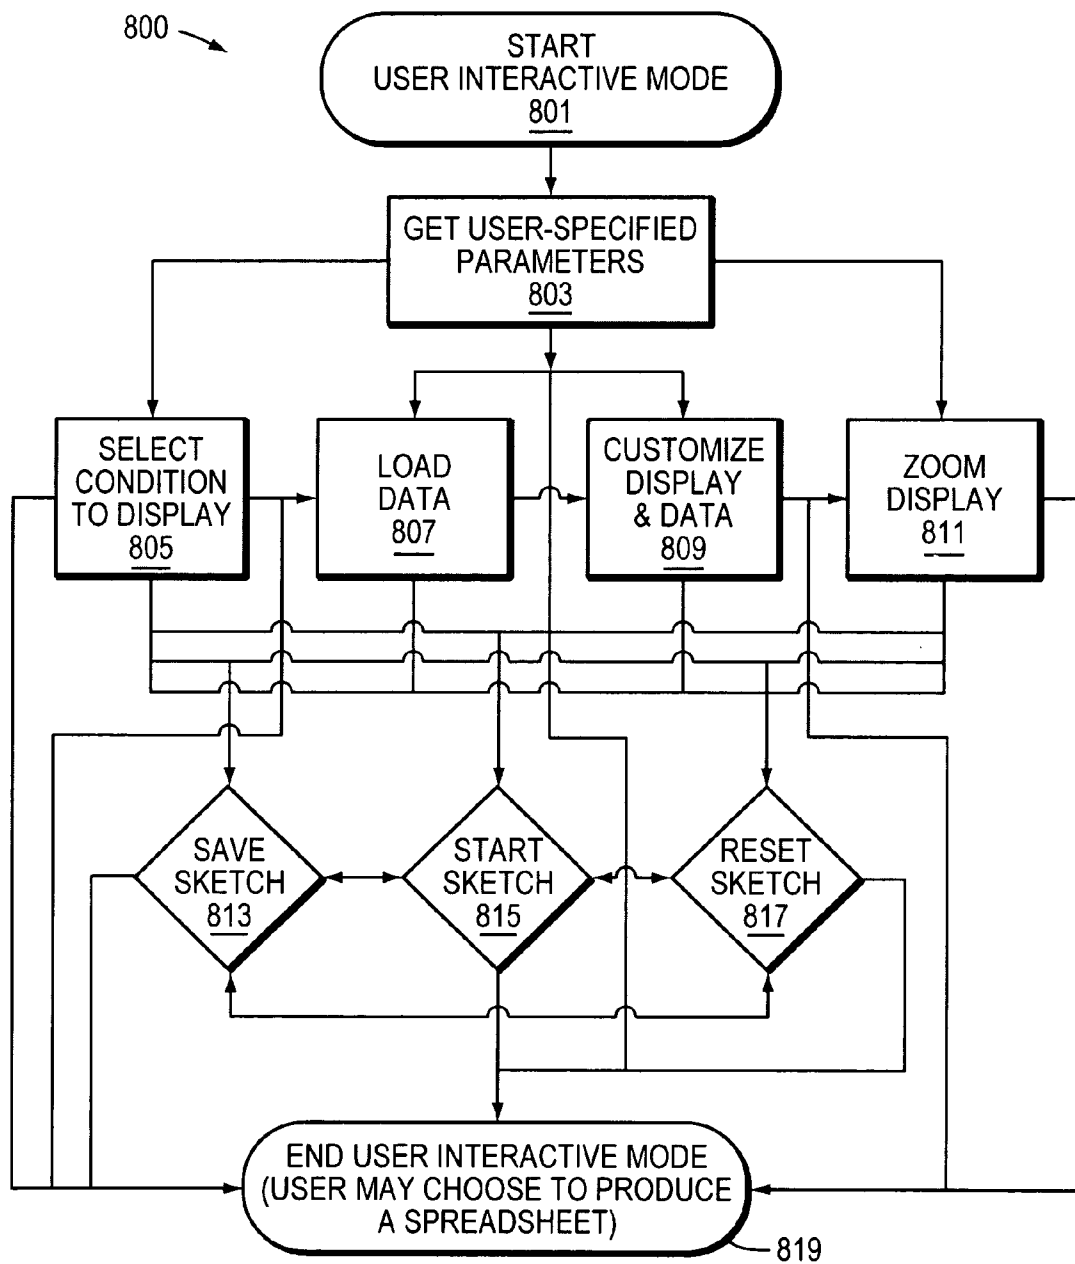 800
START
USER INTERACTIVE MODE
801
GET USER-SPECIFIED
PARAMETERS
803
SELECT
CONDITION
TO DISPLAY
805
LOAD
DATA
807
CUSTOMIZE
DISPLAY
& DATA
809
ZOOM
DISPLAY
811
SAVE
SKETCH
813
START
SKETCH
815
RESET
SKETCH
817
END USER INTERACTIVE MODE
(USER MAY CHOOSE TO PRODUCE
A SPREADSHEET)
819